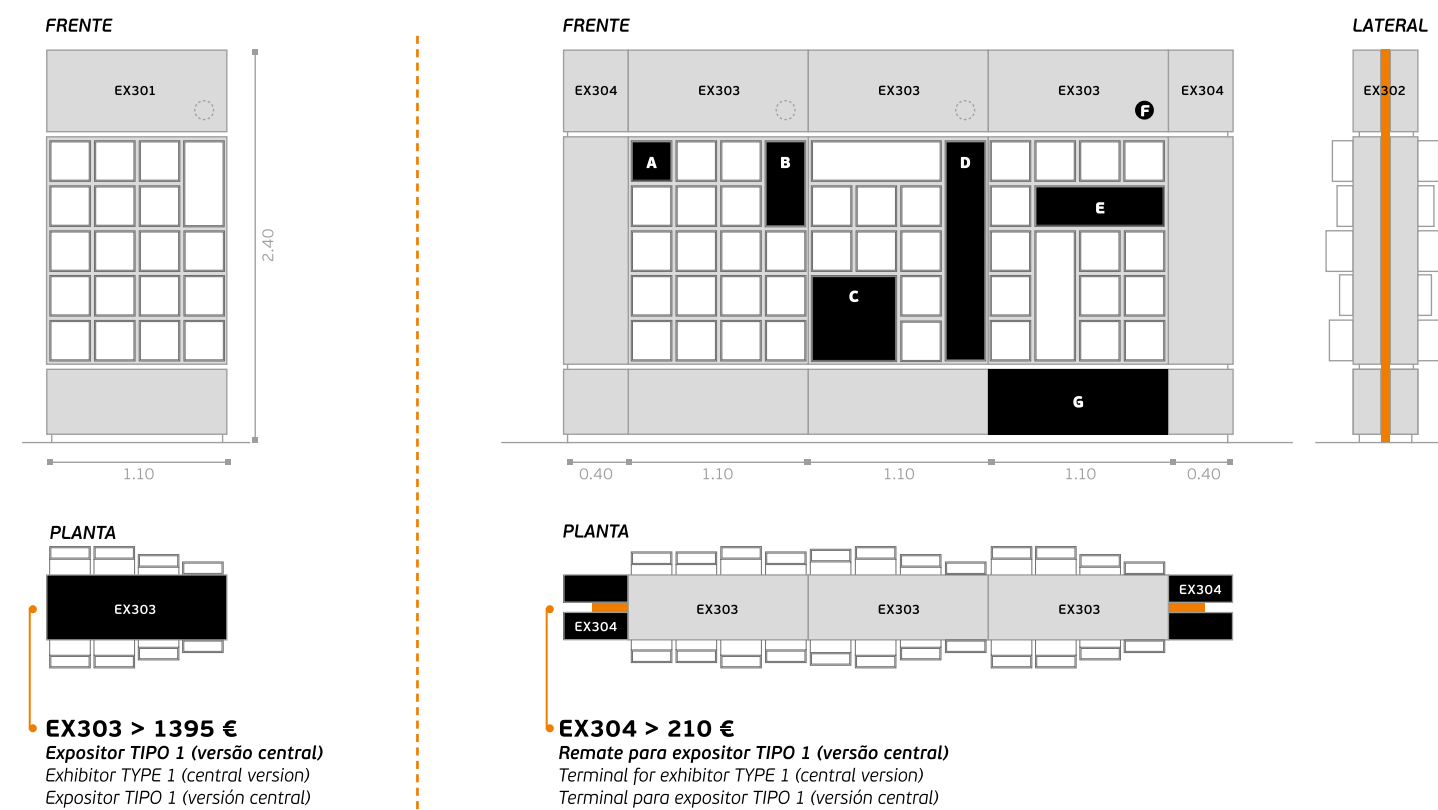 FRENTE
EX301
2.40
1.10
PLANTA
EX303
EX303 > 1395 €
Expositor TIPO 1 (versão central)
Exhibitor TYPE 1 (central version)
Expositor TIPO 1 (versión central)
FRENTE
EX304 EX303 EX303 EX303 EX304
F
A B D
E
C
G
0.40 1.10 1.10 1.10 0.40
PLANTA
EX304
EX303 EX303 EX303
EX304
EX304 > 210 €
Remate para expositor TIPO 1 (versão central)
Terminal for exhibitor TYPE 1 (central version)
Terminal para expositor TIPO 1 (versión central)
LATERAL
EX302